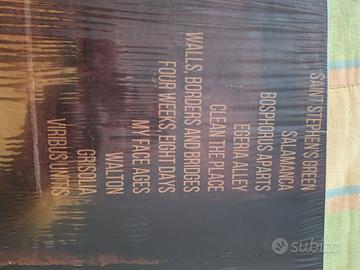 SAINT STEPHEN'S GREEN
SALAMANCA
BOSPHORUS APARTS
EGERIA ALLEY
CLEAN THE PLACE
WALLS, BORDERS AND BRIDGES
FOUR WEEKS, EIGHT DAYS
MY FACE AGES
WALTON
ORSOLIA
VIRIBUS UNITIS
subito